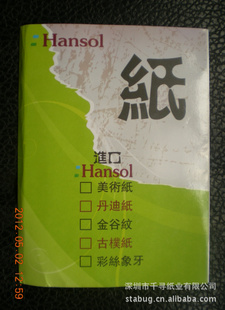 Hansol
紙
進口
Hansol
美術紙
丹迪紙
金谷紋
古樸紙
彩絲象牙
2012-05-02 12:59
深圳市千寻纸业有限公司
stabug.cn.alibaba.com